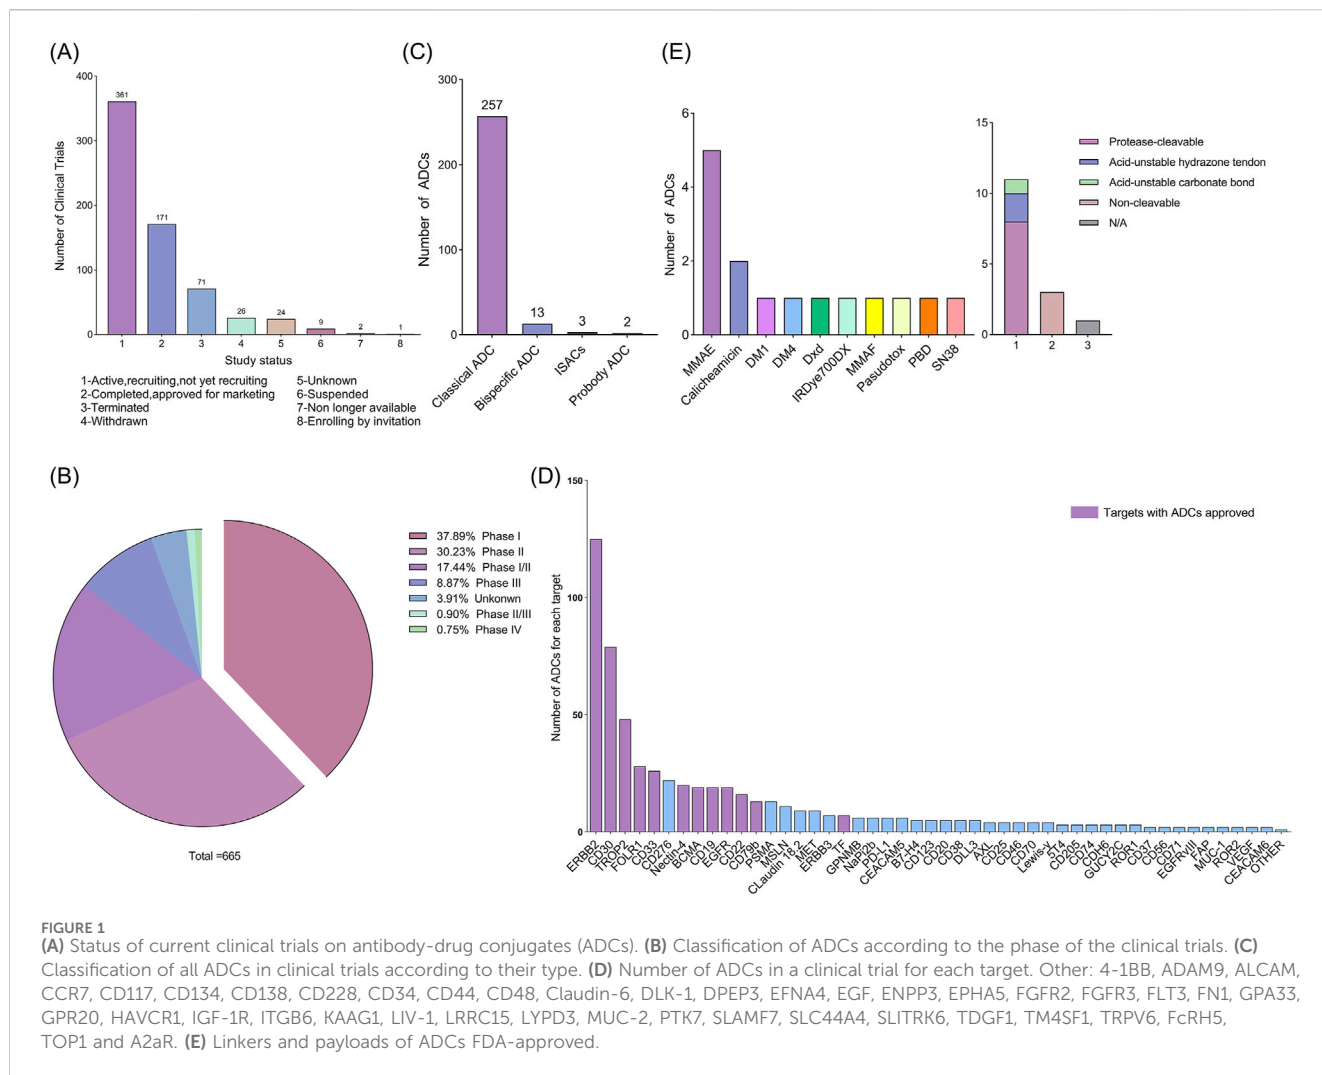 (A)
400
300
200
100
0
Number of Clinical Trials
361
171
71
26
24
9
2
1
1 2 3 4 5 6 7 8
Study status
1-Active,recruiting,not yet recruiting
2-Completed,approved for marketing
3-Terminated
4-Withdrawn
5-Unknown
6-Suspended
7-Non longer available
8-Enrolling by invitation
(C)
300
200
100
0
Number of ADCs
257
13
3
2
Classical ADC
Bispecific ADC
ISACs
Probody ADC
(E)
6
4
2
0
Number of ADCs
MMAE
Calicheamicin
DM1
DM4
Dxd
IRDye700DX
MMAF
Pasudotox
PBD
SN38
15
10
5
0
1 2 3
Protease-cleavable
Acid-unstable hydrazone tendon
Acid-unstable carbonate bond
Non-cleavable
N/A
(B)
37.89% Phase I
30.23% Phase II
17.44% Phase I/II
8.87% Phase III
3.91% Unkonwn
0.90% Phase II/III
0.75% Phase IV
Total =665
(D)
150
100
50
0
Number of ADCs for each target
Targets with ADCs approved
ERBB2
CD30
TROP2
FOLR1
CD33
CD276
Nectin-4
BCMA
CD19
EGFR
CD22
CD79b
PSMA
MSLN
CLaudin 18.2
MET
ERBB3
TF
GPNMB
NaPi2b
PD-L1
CEACAM5
B7-H4
CD123
CD20
CD38
DLL3
AXL
CD25
CD46
CD70
Lewis-y
5T4
CD205
CD74
CDH6
GUCY2C
ROR1
CD37
CD56
CD71
EGFRvIII
FAP
MUC-1
ROR2
VEGF
CEACAM6
OTHER
FIGURE 1
(A) Status of current clinical trials on antibody-drug conjugates (ADCs). (B) Classification of ADCs according to the phase of the clinical trials. (C)
Classification of all ADCs in clinical trials according to their type. (D) Number of ADCs in a clinical trial for each target. Other: 4-1BB, ADAM9, ALCAM,
CCR7, CD117, CD134, CD138, CD228, CD34, CD44, CD48, Claudin-6, DLK-1, DPEP3, EFNA4, EGF, ENPP3, EPHA5, FGFR2, FGFR3, FLT3, FN1, GPA33,
GPR20, HAVCR1, IGF-1R, ITGB6, KAAG1, LIV-1, LRRC15, LYPD3, MUC-2, PTK7, SLAMF7, SLC44A4, SLITRK6, TDGF1, TM4SF1, TRPV6, FcRH5,
TOP1 and A2aR. (E) Linkers and payloads of ADCs FDA-approved.